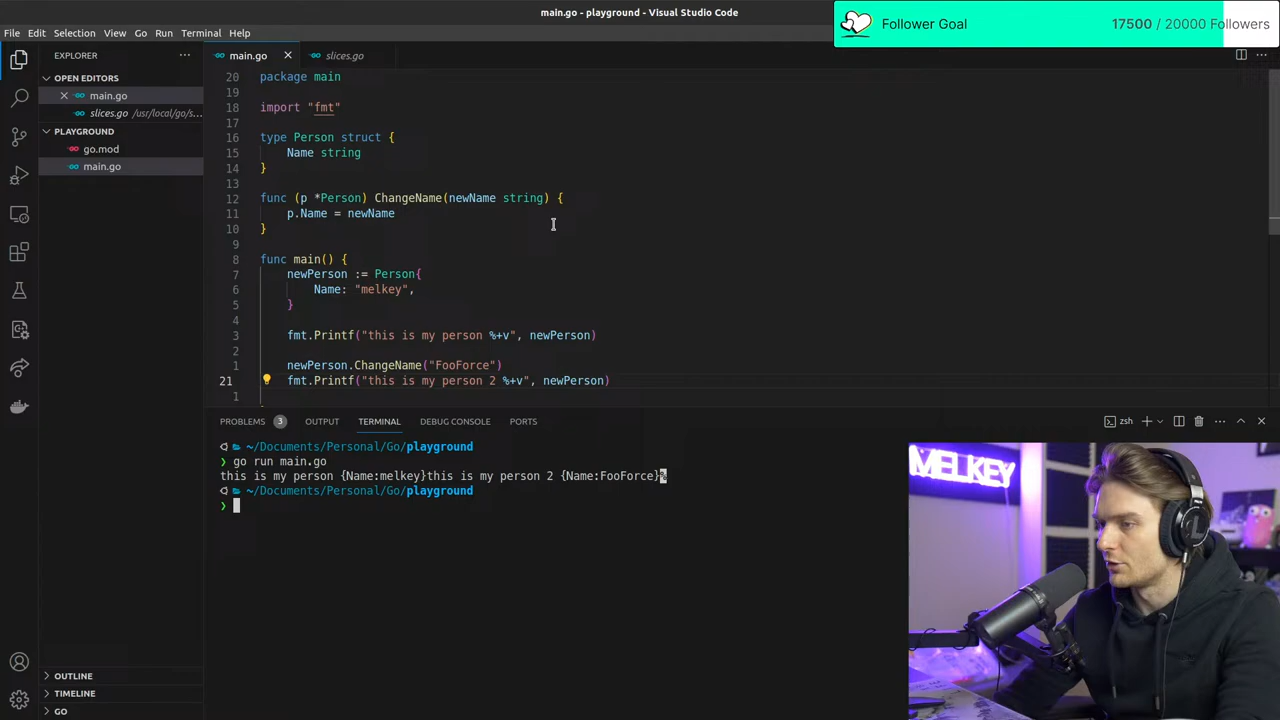 main.go - playground - Visual Studio Code
Follower Goal
17500 / 20000 Followers
File Edit Selection View Go Run Terminal Help
EXPLORER
main.go
slices.go
OPEN EDITORS
main.go
slices.go /usr/local/go/s...
PLAYGROUND
go.mod
main.go
20 package main
19
18 import "fmt"
17
16 type Person struct {
15 Name string
14 }
13
12 func (p *Person) ChangeName(newName string) {
11 p.Name = newName
10 }
9
8 func main() {
7 newPerson := Person{
6 Name: "melkey",
5 }
4
3 fmt.Printf("this is my person %+v", newPerson)
2
1 newPerson.ChangeName("FooForce")
21 fmt.Printf("this is my person 2 %+v", newPerson)
1
PROBLEMS 3 OUTPUT TERMINAL DEBUG CONSOLE PORTS
zsh
~/Documents/Personal/Go/playground
❯ go run main.go
this is my person {Name:melkey}this is my person 2 {Name:FooForce}%
~/Documents/Personal/Go/playground
❯
MELKEY
OUTLINE
TIMELINE
GO